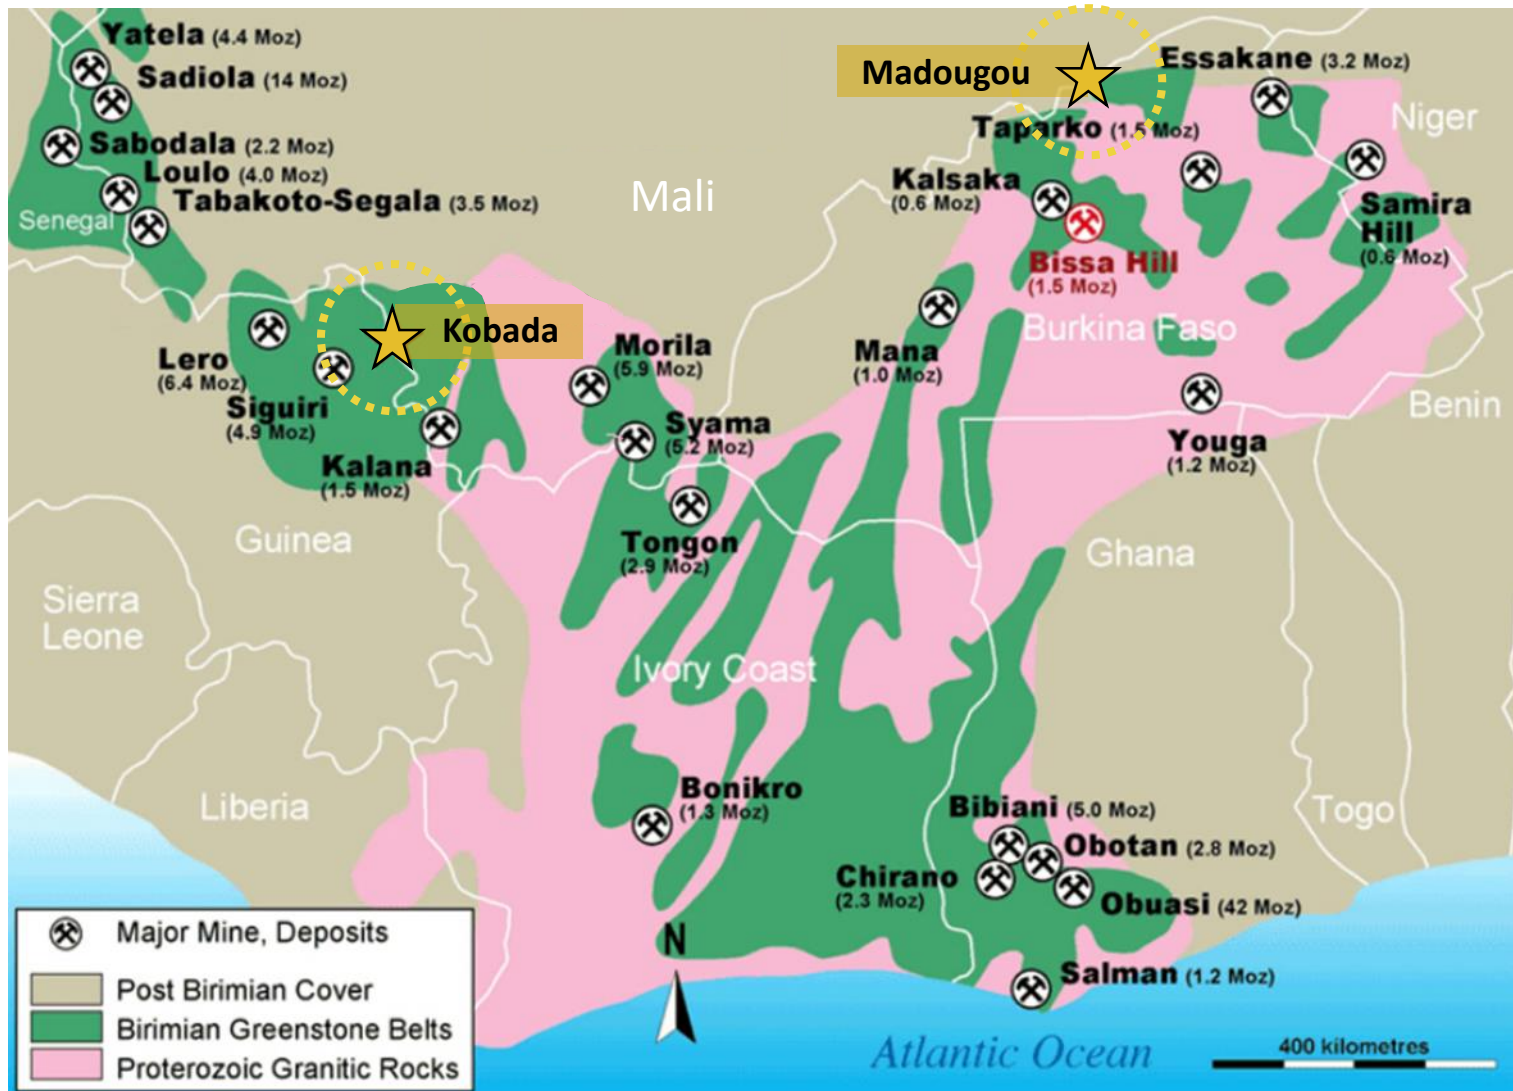 Yatela (4.4 Moz)
Sadiola (14 Moz)
Sabodala (2.2 Moz)
Loulo (4.0 Moz)
Tabakoto-Segala (3.5 Moz)
Senegal
Mali
Madougou
Essakane (3.2 Moz)
Niger
Taparko (1.5 Moz)
Kalsaka
(0.6 Moz)
Samira
Hill
(0.6 Moz)
Bissa Hill
(1.5 Moz)
Burkina Faso
Kobada
Lero
(6.4 Moz)
Siguiri
(4.9 Moz)
Kalana
(1.5 Moz)
Morila
(5.9 Moz)
Syama
(5.2 Moz)
Mana
(1.0 Moz)
Benin
Youga
(1.2 Moz)
Tongon
(2.9 Moz)
Guinea
Ghana
Sierra
Leone
Ivory Coast
Liberia
Togo
Bonikro
(1.3 Moz)
Bibiani (5.0 Moz)
Obotan (2.8 Moz)
Chirano
(2.3 Moz)
Obuasi (42 Moz)
Salman (1.2 Moz)
N
Atlantic Ocean
400 kilometres
Major Mine, Deposits
Post Birimian Cover
Birimian Greenstone Belts
Proterozoic Granitic Rocks